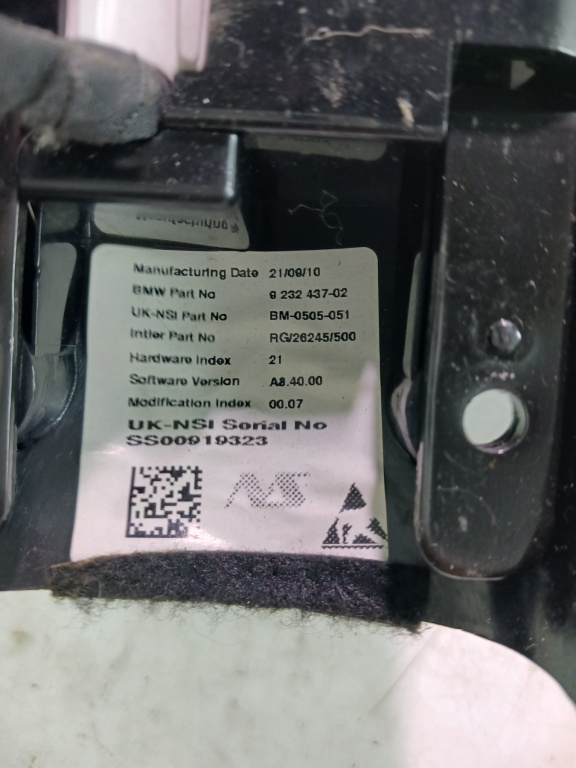 Manufacturing Date 21/09/10
BMW Part No 9 232 437-02
UK-NSI Part No BM-0505-051
Intier Part No RG/26245/500
Hardware Index 21
Software Version A8.40.00
Modification Index 00.07
UK-NSI Serial No
SS00919323